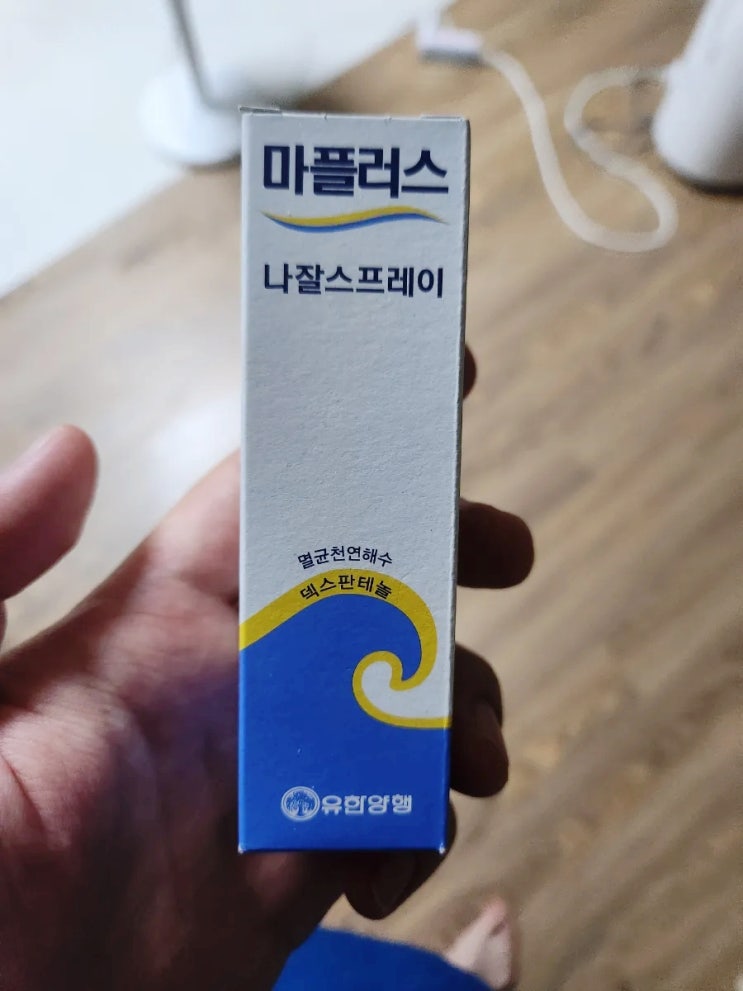 마플러스
나잘스프레이
멸균천연해수
덱스판테놀
유한양행